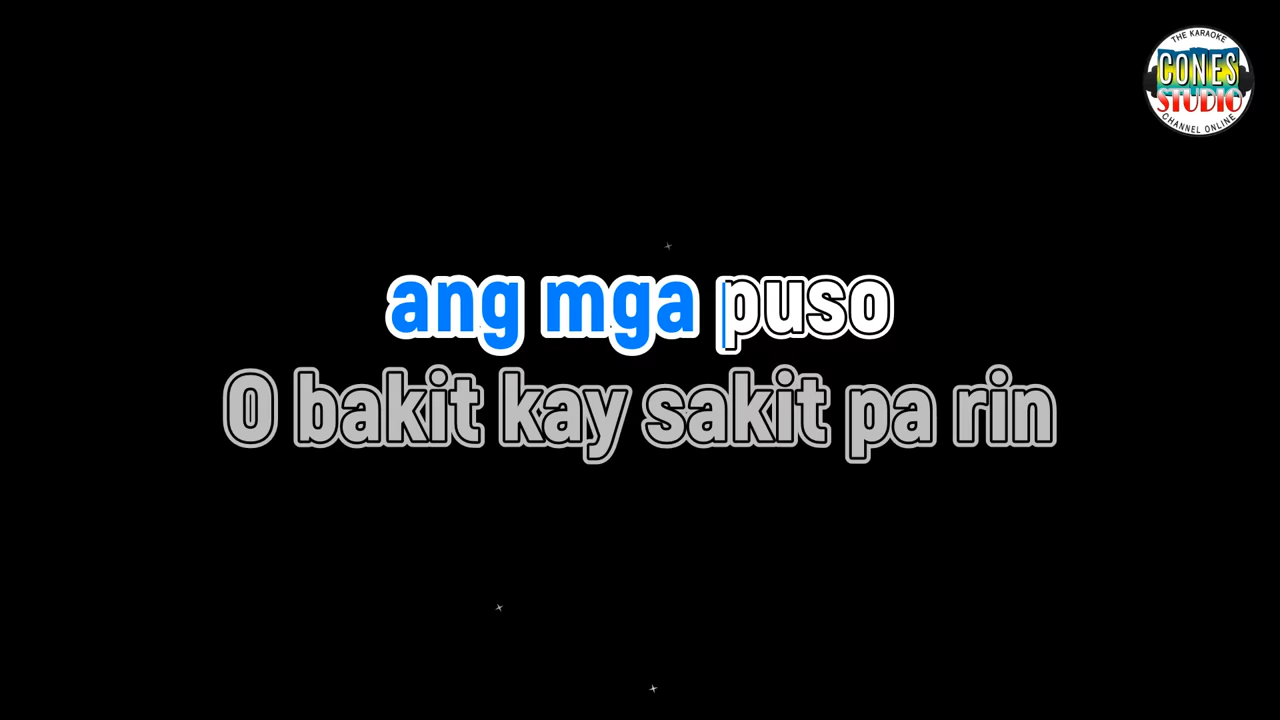 THE KARAOKE
CONES
STUDIO
CHANNEL ONLINE
ang mga puso
O bakit kay sakit pa rin